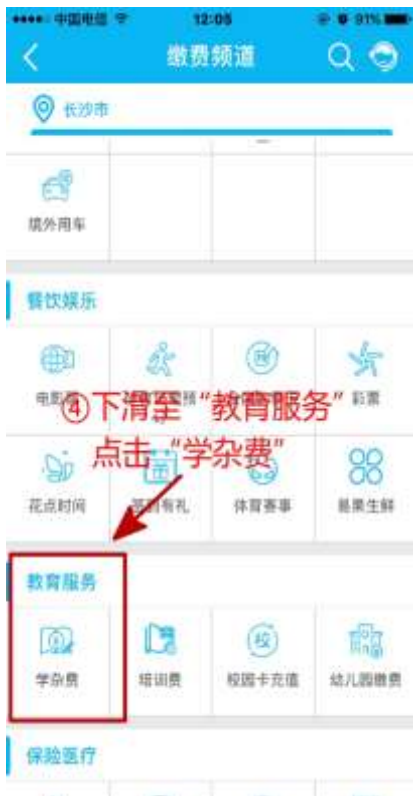 中国电信 12:05 91%
缴费频道
长沙市
境外用车
餐饮娱乐
④下滑至“教育服务”
点击“学杂费”
彩票
花点时间 体育赛事 易果生鲜
教育服务
学杂费 培训费 校园卡充值 幼儿园缴费
保险医疗